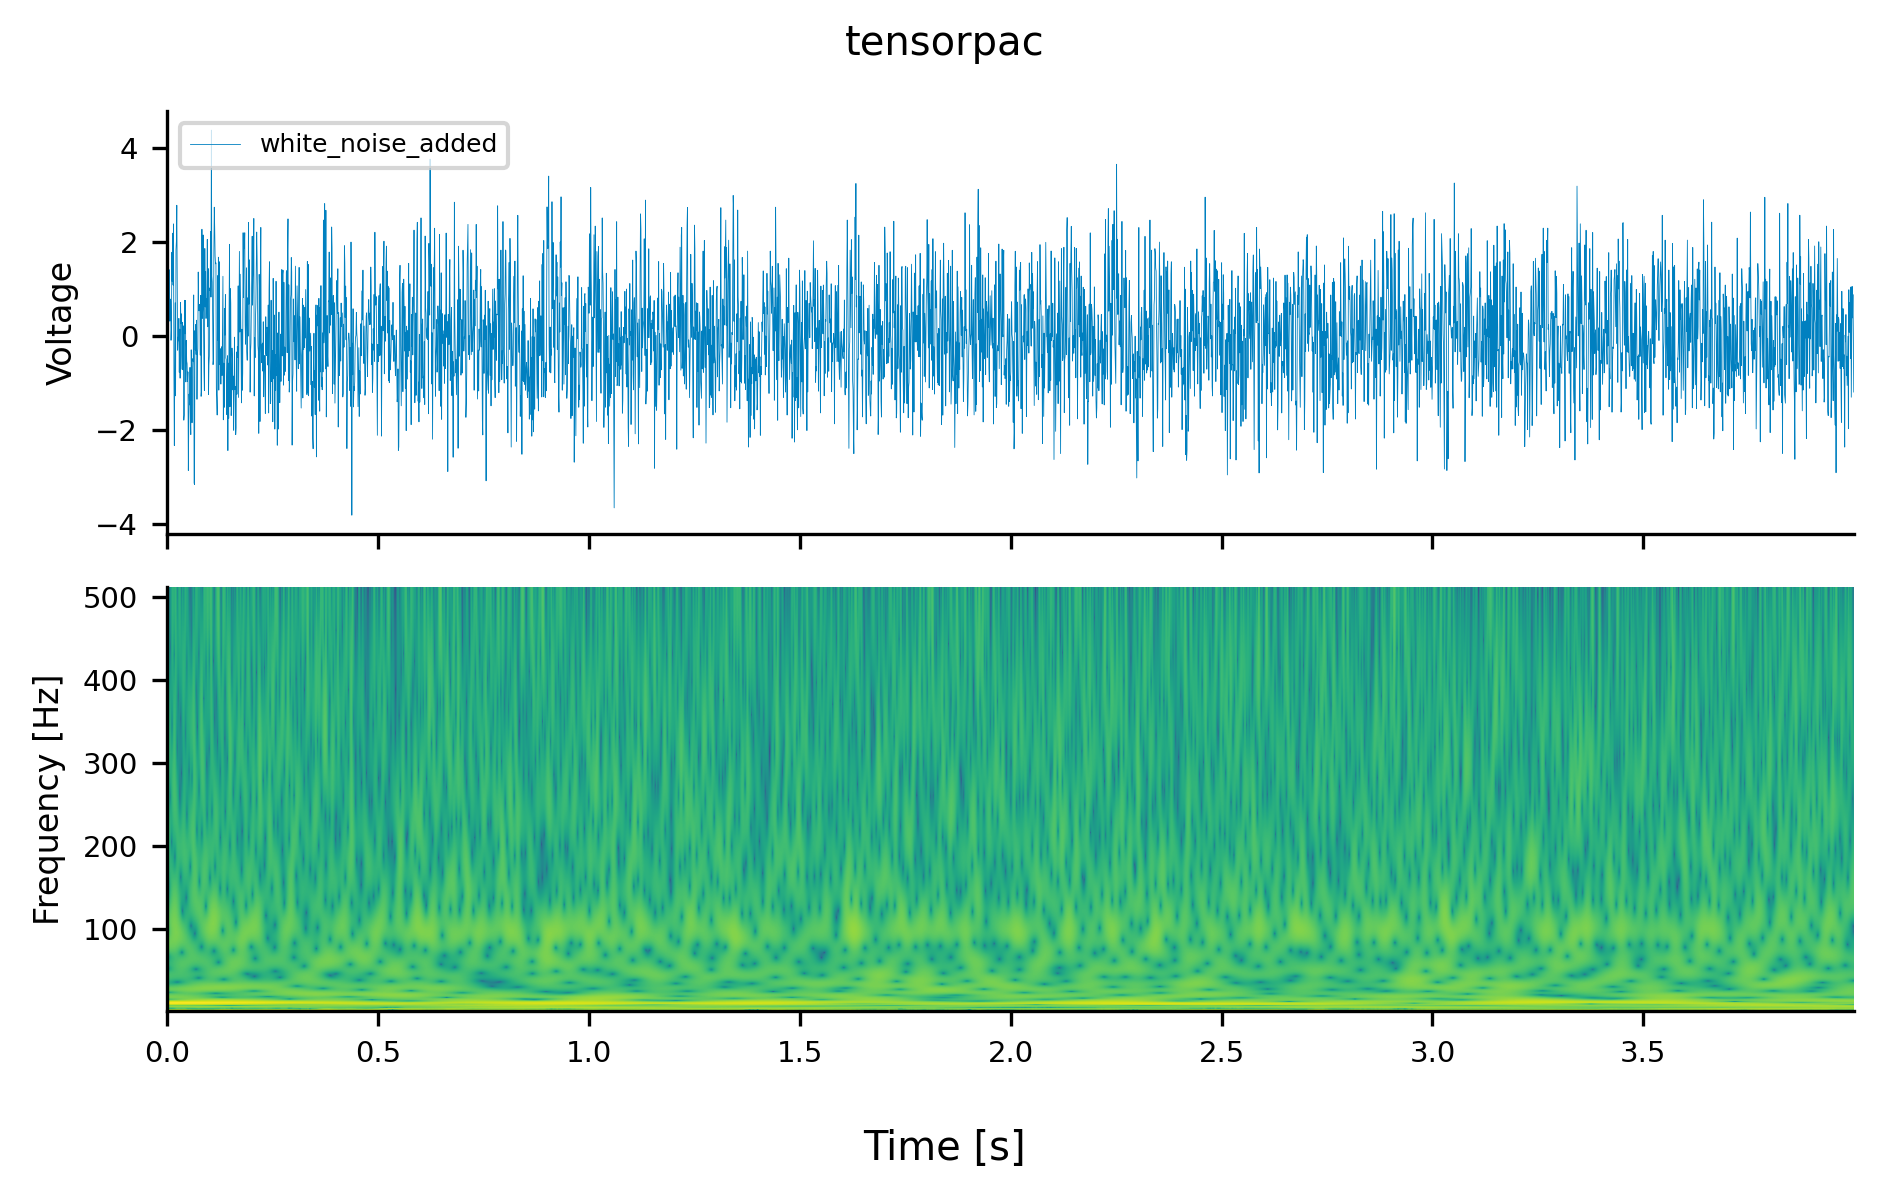 tensorpac
white_noise_added
4
2
0
−2
−4
Voltage
500
400
300
200
100
Frequency [Hz]
0.0 0.5 1.0 1.5 2.0 2.5 3.0 3.5
Time [s]